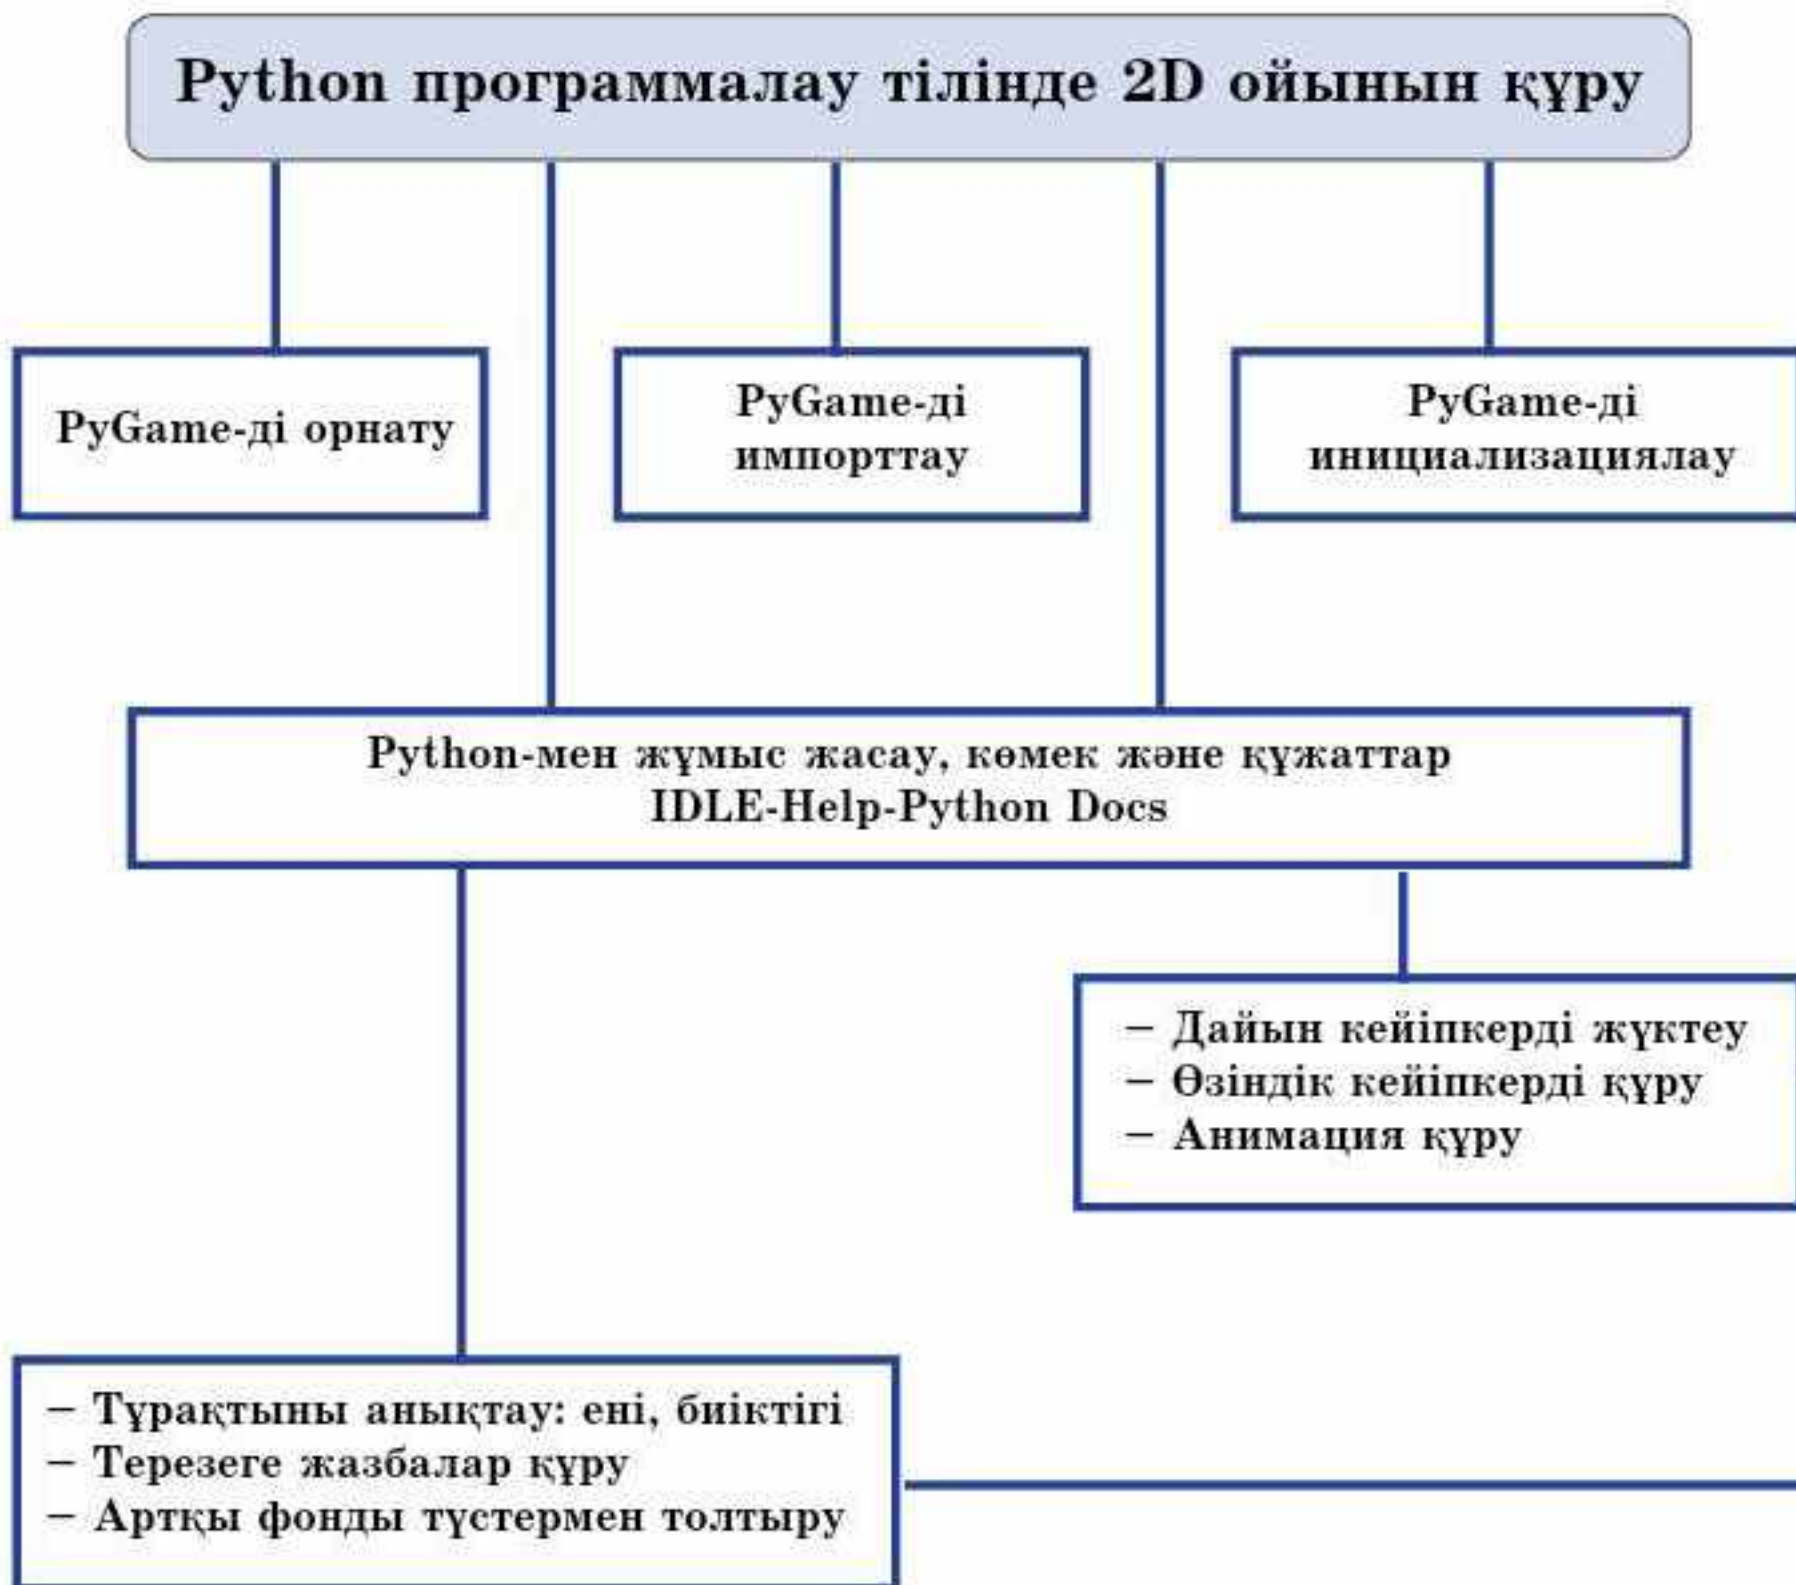 Python программалау тілінде 2D ойынын құру
PyGame-ді орнату
PyGame-ді
импорттау
PyGame-ді
инициализациялау
Python-мен жұмыс жасау, көмек және құжаттар
IDLE-Help-Python Docs
– Дайын кейіпкерді жүктеу
– Өзіндік кейіпкерді құру
– Анимация құру
– Тұрақтыны анықтау: ені, биіктігі
– Терезеге жазбалар құру
– Артқы фонды түстермен толтыру